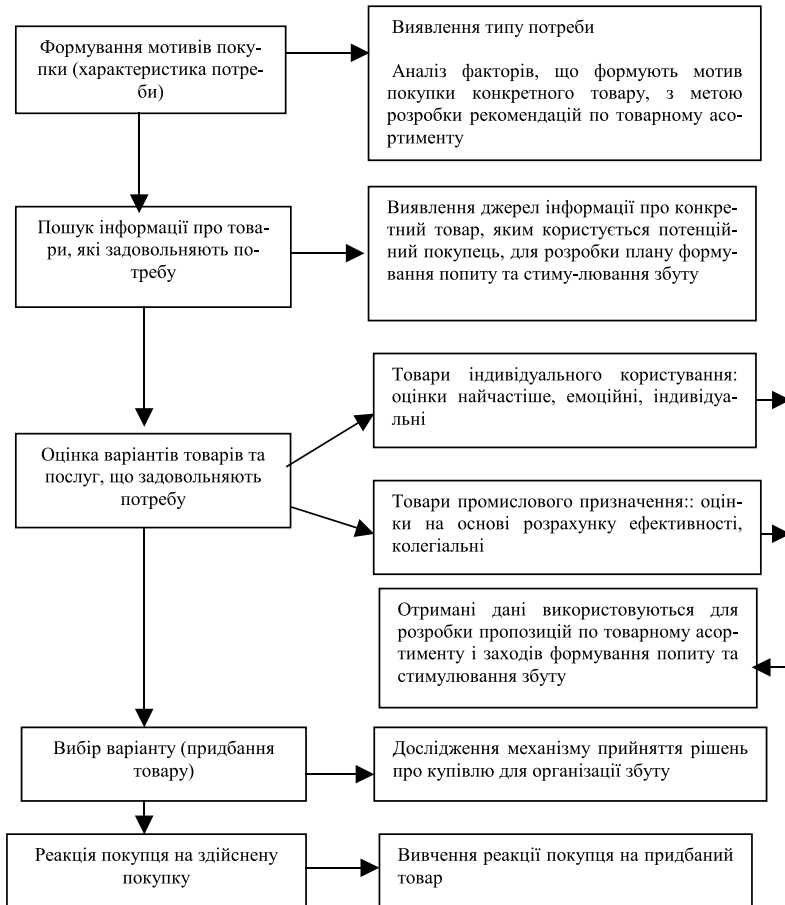 Формування мотивів поку-
пки (характеристика потре-
би)
Виявлення типу потреби
Аналіз факторів, що формують мотив
покупки конкретного товару, з метою
розробки рекомендацій по товарному асо-
ртименту
Пошук інформації про това-
ри, які задовольняють по-
требу
Виявлення джерел інформації про конкре-
тний товар, яким користується потенцій-
ний покупець, для розробки плану форму-
вання попиту та стиму-лювання збуту
Товари індивідуального користування:
оцінки найчастіше, емоційні, індивідуа-
льні
Оцінка варіантів товарів та
послуг, що задовольняють
потребу
Товари промислового призначення:: оцін-
ки на основі розрахунку ефективності,
колегіальні
Отримані дані використовуються для
розробки пропозицій по товарному асор-
тименту і заходів формування попиту та
стимулювання збуту
Вибір варіанту (придбання
товару)
Дослідження механізму прийняття рішень
про купівлю для організації збуту
Реакція покупця на здійснену
покупку
Вивчення реакції покупця на придбаний
товар